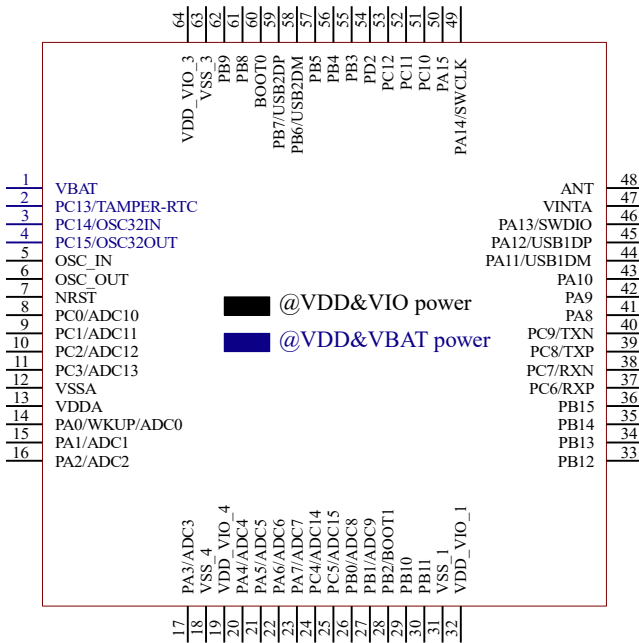 64
63
62
61
60
59
58
57
56
55
54
53
52
51
50
49
VDD_VIO_3
VSS_3
PB9
PB8
BOOT0
PB7/USB2DP
PB6/USB2DM
PB5
PB4
PB3
PD2
PC12
PC11
PC10
PA15
PA14/SWCLK
1 VBAT
2 PC13/TAMPER-RTC
3 PC14/OSC32IN
4 PC15/OSC32OUT
5 OSC_IN
6 OSC_OUT
7 NRST
8 PC0/ADC10
9 PC1/ADC11
10 PC2/ADC12
11 PC3/ADC13
12 VSSA
13 VDDA
14 PA0/WKUP/ADC0
15 PA1/ADC1
16 PA2/ADC2
@VDD&VIO power
@VDD&VBAT power
ANT 48
VINTA 47
PA13/SWDIO 46
PA12/USB1DP 45
PA11/USB1DM 44
PA10 43
PA9 42
PA8 41
PC9/TXN 40
PC8/TXP 39
PC7/RXN 38
PC6/RXP 37
PB15 36
PB14 35
PB13 34
PB12 33
PA3/ADC3
VSS_4
VDD_VIO_4
PA4/ADC4
PA5/ADC5
PA6/ADC6
PA7/ADC7
PC4/ADC14
PC5/ADC15
PB0/ADC8
PB1/ADC9
PB2/BOOT1
PB10
PB11
VSS_1
VDD_VIO_1
17
18
19
20
21
22
23
24
25
26
27
28
29
30
31
32